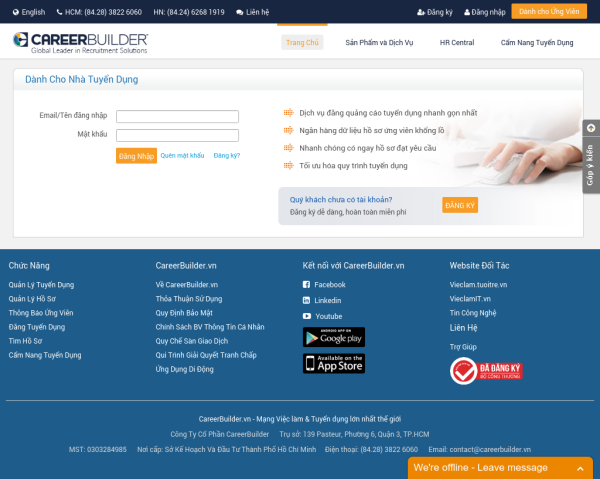 English HCM: (84.28) 3822 6060 HN: (84.24) 6268 1919 Liên hệ Đăng ký Đăng nhập Dành cho Ứng Viên
CAREERBUILDER
Global Leader in Recruitment Solutions
Trang Chủ Sản Phẩm và Dịch Vụ HR Central Cẩm Nang Tuyển Dụng
Dành Cho Nhà Tuyển Dụng
Email/Tên đăng nhập
Mật khẩu
Đăng Nhập Quên mật khẩu Đăng ký?
Dịch vụ đăng quảng cáo tuyển dụng nhanh gọn nhất
Ngân hàng dữ liệu hồ sơ ứng viên khổng lồ
Nhanh chóng có ngay hồ sơ đạt yêu cầu
Tối ưu hóa quy trình tuyển dụng
Quý khách chưa có tài khoản?
Đăng ký dễ dàng, hoàn toàn miễn phí
ĐĂNG KÝ
Góp ý kiến
Chức Năng
Quản Lý Tuyển Dụng
Quản Lý Hồ Sơ
Thông Báo Ứng Viên
Đăng Tuyển Dụng
Tìm Hồ Sơ
Cẩm Nang Tuyển Dụng
CareerBuilder.vn
Về CareerBuilder.vn
Thỏa Thuận Sử Dụng
Quy Định Bảo Mật
Chính Sách BV Thông Tin Cá Nhân
Quy Chế Sàn Giao Dịch
Qui Trình Giải Quyết Tranh Chấp
Ứng Dụng Di Động
Kết nối với CareerBuilder.vn
Facebook
Linkedin
Youtube
ANDROID APP ON
Google play
Available on the
App Store
Website Đối Tác
Vieclam.tuoitre.vn
VieclamIT.vn
Tin Công Nghệ
Liên Hệ
Trợ Giúp
ĐÃ ĐĂNG KÝ
BỘ CÔNG THƯƠNG
CareerBuilder.vn - Mạng Việc làm & Tuyển dụng lớn nhất thế giới
Công Ty Cổ Phần CareerBuilder Trụ sở: 139 Pasteur, Phường 6, Quận 3, TP.HCM
MST: 0303284985 Nơi cấp: Sở Kế Hoạch Và Đầu Tư Thành Phố Hồ Chí Minh Điện thoại: (84.28) 3822 6060 Email: contact@careerbuilder.vn
We're offline - Leave message